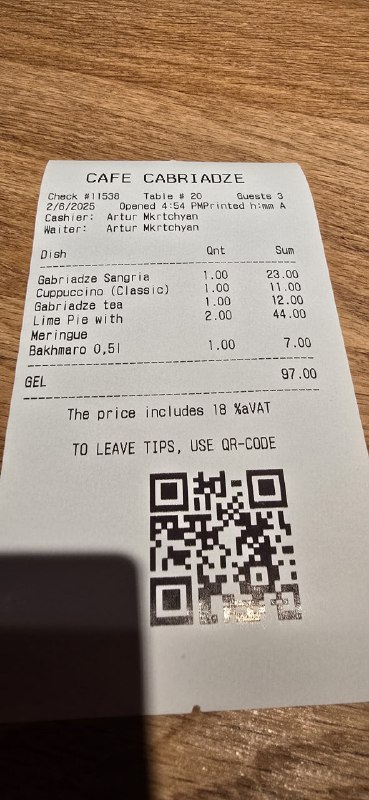 CAFE CABRIADZE
Check #11538 Table # 20 Guests 3
2/6/2025 Opened 4:54 PMPrinted h:mm A
Cashier: Artur Mkrtchyan
Waiter: Artur Mkrtchyan
Dish Qnt Sum
Gabriadze Sangria 1.00 23.00
Cuppuccino (Classic) 1.00 11.00
Gabriadze tea 1.00 12.00
Lime Pie with 2.00 44.00
Meringue
Bakhmaro 0,5l 1.00 7.00
GEL 97.00
The price includes 18 %aVAT
TO LEAVE TIPS, USE QR-CODE